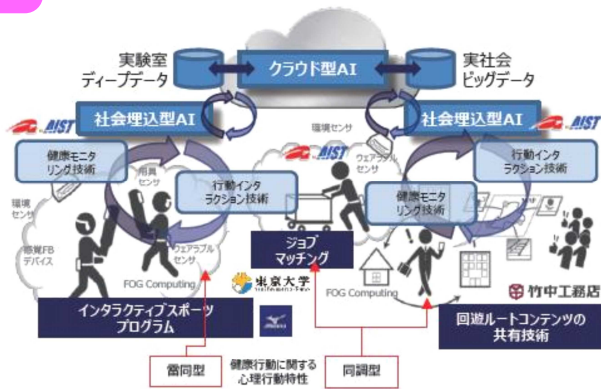 実験室
ディープデータ
クラウド型AI
実社会
ビッグデータ
社会埋込型AI
社会埋込型AI
AIST
AIST
AIST
環境センサ
健康モニタ
リング技術
用具
センサ
行動インタ
ラクション技術
ウェアラブル
センサ
健康モニタ
リング技術
行動インタ
ラクション技術
環境
センサ
感覚FB
デバイス
ウェアラブル
センサ
FOG Computing
ジョブ
マッチング
FOG Computing
東京大学
竹中工務店
インタラクティブスポーツ
プログラム
MIZUNO
回遊ルートコンテンツの
共有技術
雷同型
健康行動に関する
心理行動特性
同調型